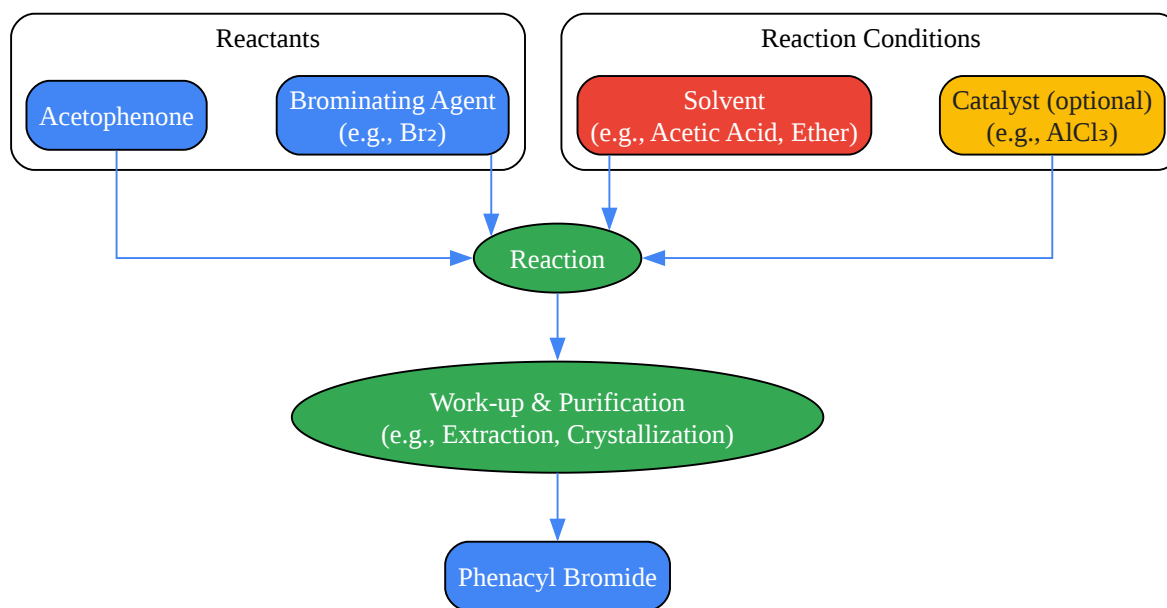 Reactants
Reaction Conditions
Acetophenone
Brominating Agent
(e.g., Br₂)
Solvent
(e.g., Acetic Acid, Ether)
Catalyst (optional)
(e.g., AlCl₃)
Reaction
Work-up & Purification
(e.g., Extraction, Crystallization)
Phenacyl Bromide